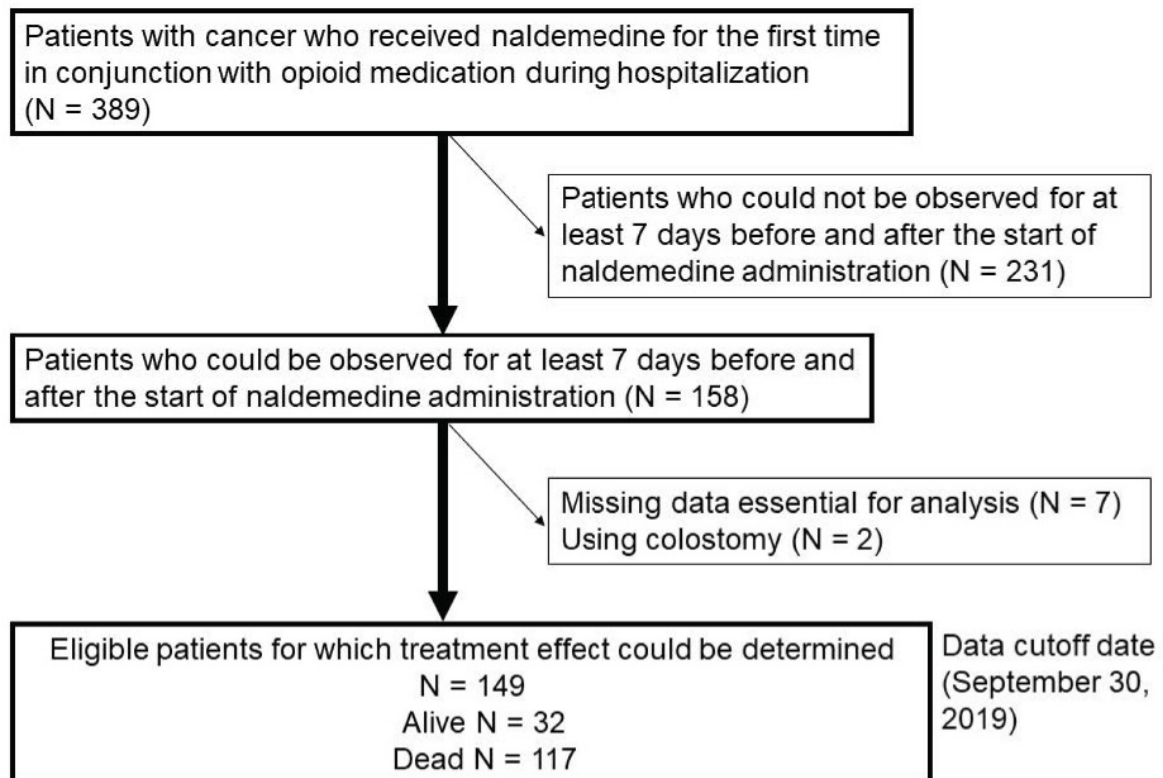 Patients with cancer who received naldemedine for the first time
in conjunction with opioid medication during hospitalization
(N = 389)
Patients who could not be observed for at
least 7 days before and after the start of
naldemedine administration (N = 231)
Patients who could be observed for at least 7 days before and
after the start of naldemedine administration (N = 158)
Missing data essential for analysis (N = 7)
Using colostomy (N = 2)
Eligible patients for which treatment effect could be determined
N = 149
Alive N = 32
Dead N = 117
Data cutoff date
(September 30,
2019)